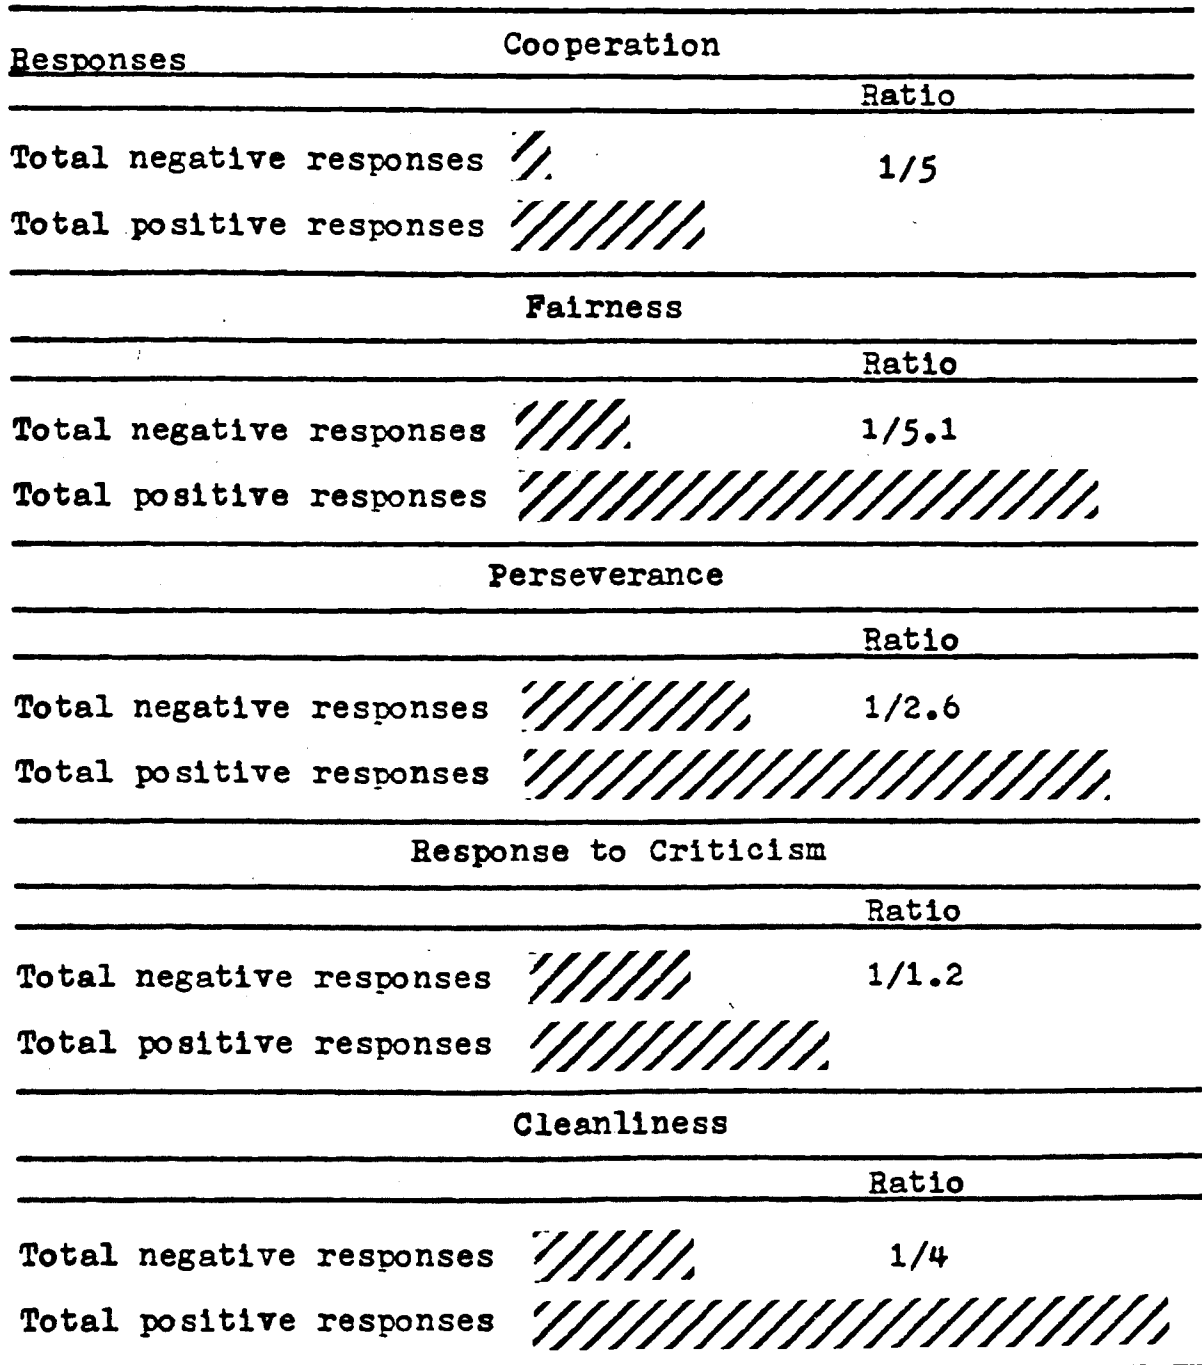 Cooperation
Responses
Ratio
Total negative responses 1/5
Total positive responses
Fairness
Ratio
Total negative responses 1/5.1
Total positive responses
Perseverance
Ratio
Total negative responses 1/2.6
Total positive responses
Response to Criticism
Ratio
Total negative responses 1/1.2
Total positive responses
Cleanliness
Ratio
Total negative responses 1/4
Total positive responses